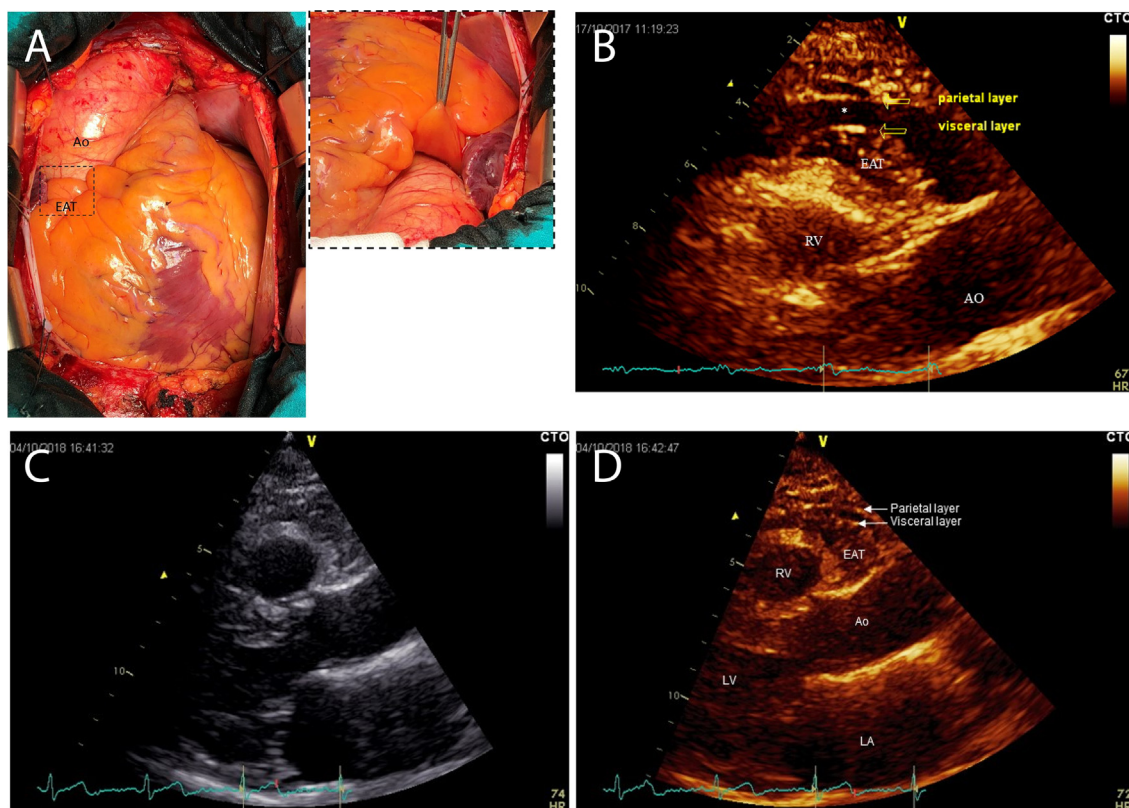 A
Ao
EAT
B
17/10/2017 11:19:23
V
CTO
2
4
6
8
10
parietal layer
*
visceral layer
EAT
RV
AO
67
HR
C
04/10/2018 16:41:32
V
CTO
5
10
74
HR
D
04/10/2018 16:42:47
V
CTO
Parietal layer
Visceral layer
5
EAT
RV
Ao
LV
10
LA
72
HR